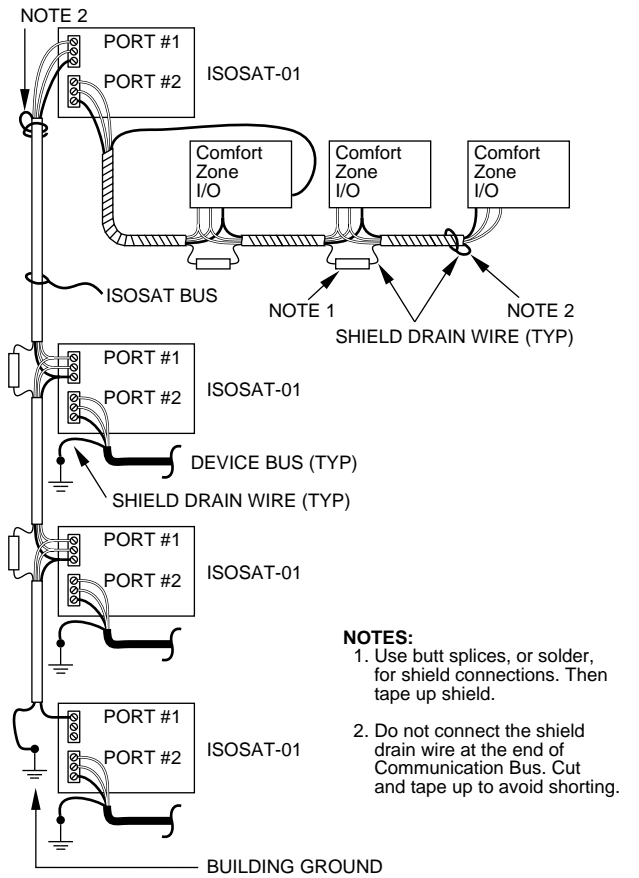 NOTE 2
PORT #1
PORT #2
ISOSAT-01
Comfort
Zone
I/O
Comfort
Zone
I/O
Comfort
Zone
I/O
ISOSAT BUS
NOTE 1
NOTE 2
SHIELD DRAIN WIRE (TYP)
PORT #1
PORT #2
ISOSAT-01
DEVICE BUS (TYP)
SHIELD DRAIN WIRE (TYP)
PORT #1
PORT #2
ISOSAT-01
NOTES:
1. Use butt splices, or solder,
for shield connections. Then
tape up shield.
2. Do not connect the shield
drain wire at the end of
Communication Bus. Cut
and tape up to avoid shorting.
PORT #1
PORT #2
ISOSAT-01
BUILDING GROUND